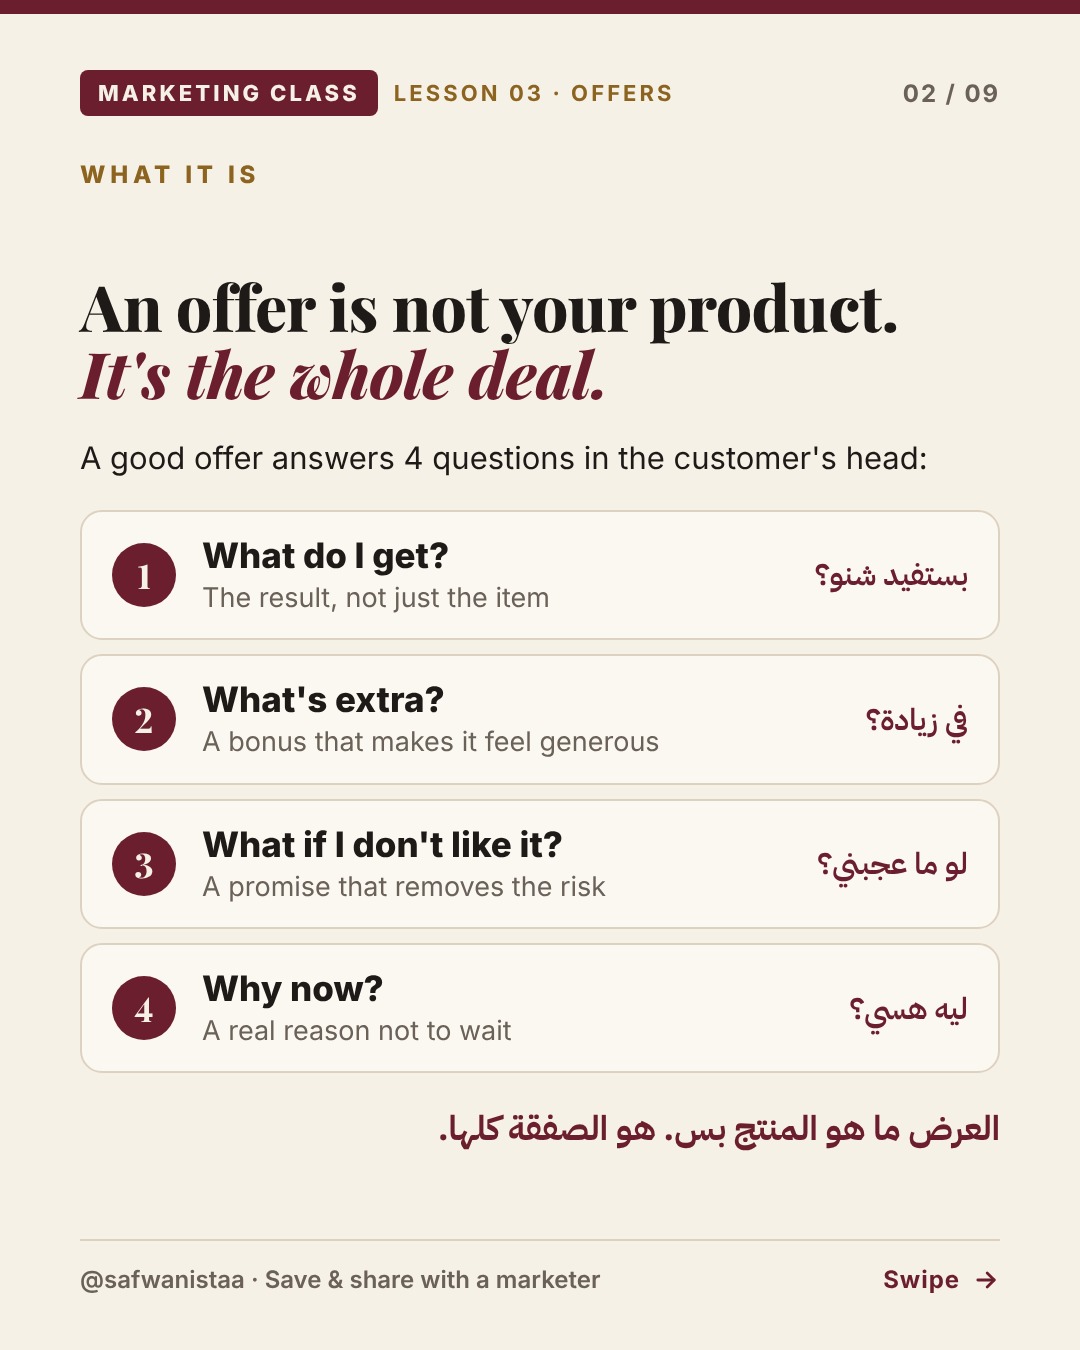 MARKETING CLASS LESSON 03 · OFFERS 02 / 09
WHAT IT IS
An offer is not your product.
It's the whole deal.
A good offer answers 4 questions in the customer's head:
1 What do I get? بستفيد شنو؟
The result, not just the item
2 What's extra? في زيادة؟
A bonus that makes it feel generous
3 What if I don't like it? لو ما عجبني؟
A promise that removes the risk
4 Why now? ليه هسي؟
A real reason not to wait
العرض ما هو المنتج بس. هو الصفقة كلها.
@safwanistaa · Save & share with a marketer Swipe →